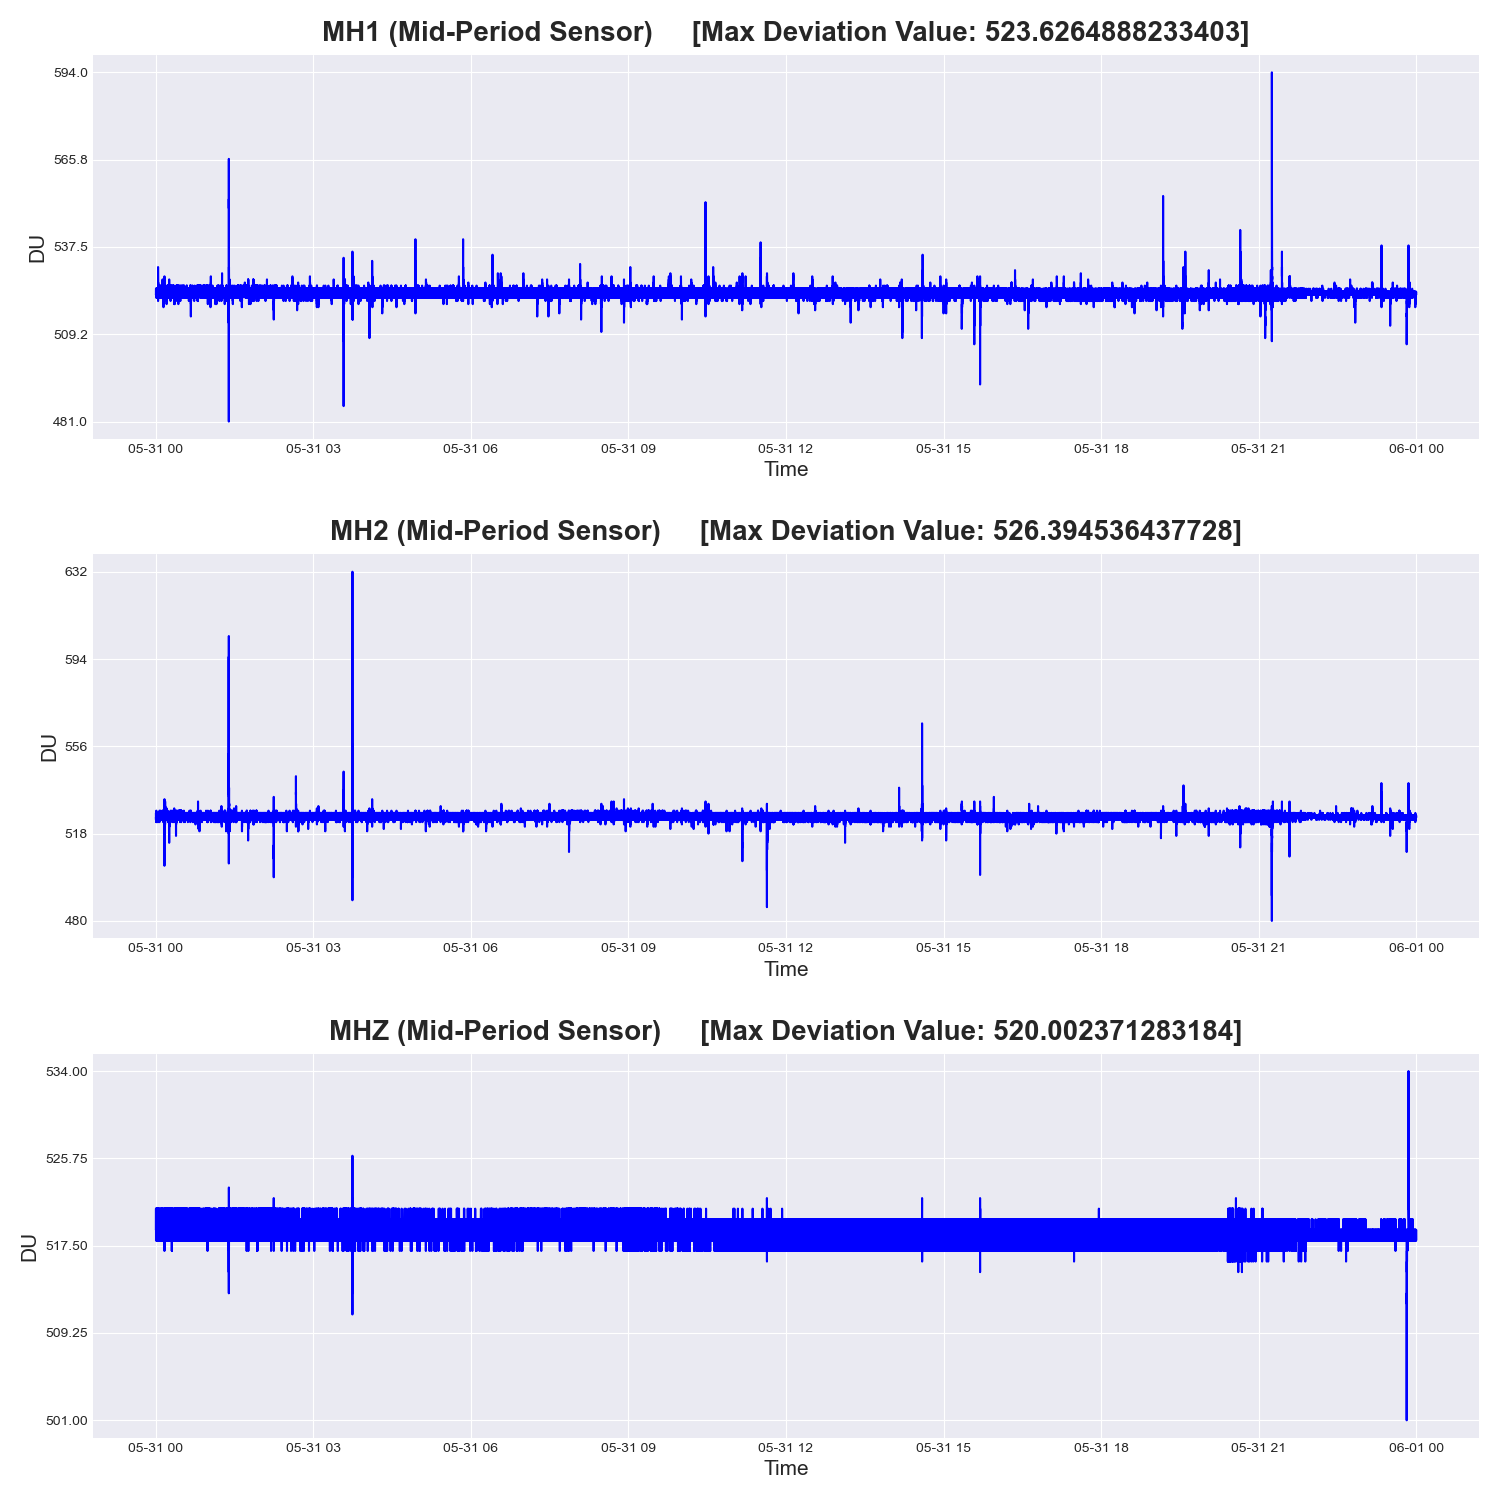 MH1 (Mid-Period Sensor)     [Max Deviation Value: 523.6264888233403]
594.0
565.8
537.5
509.2
481.0
DU
05-31 00 05-31 03 05-31 06 05-31 09 05-31 12 05-31 15 05-31 18 05-31 21 06-01 00
Time
MH2 (Mid-Period Sensor)     [Max Deviation Value: 526.394536437728]
632
594
556
518
480
DU
05-31 00 05-31 03 05-31 06 05-31 09 05-31 12 05-31 15 05-31 18 05-31 21 06-01 00
Time
MHZ (Mid-Period Sensor)     [Max Deviation Value: 520.002371283184]
534.00
525.75
517.50
509.25
501.00
DU
05-31 00 05-31 03 05-31 06 05-31 09 05-31 12 05-31 15 05-31 18 05-31 21 06-01 00
Time